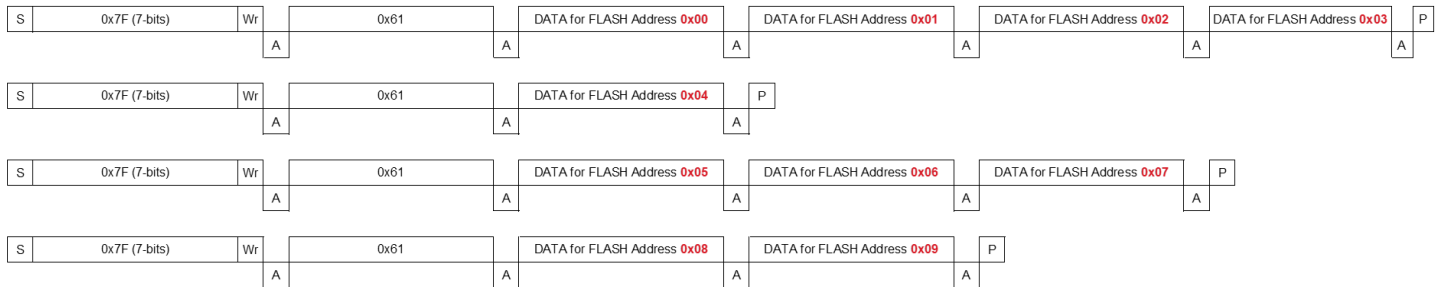 S 0x7F (7-bits) Wr 0x61 DATA for FLASH Address 0x00 DATA for FLASH Address 0x01 DATA for FLASH Address 0x02 DATA for FLASH Address 0x03 P
A A A A A A
S 0x7F (7-bits) Wr 0x61 DATA for FLASH Address 0x04 P
A A A
S 0x7F (7-bits) Wr 0x61 DATA for FLASH Address 0x05 DATA for FLASH Address 0x06 DATA for FLASH Address 0x07 P
A A A A A
S 0x7F (7-bits) Wr 0x61 DATA for FLASH Address 0x08 DATA for FLASH Address 0x09 P
A A A A